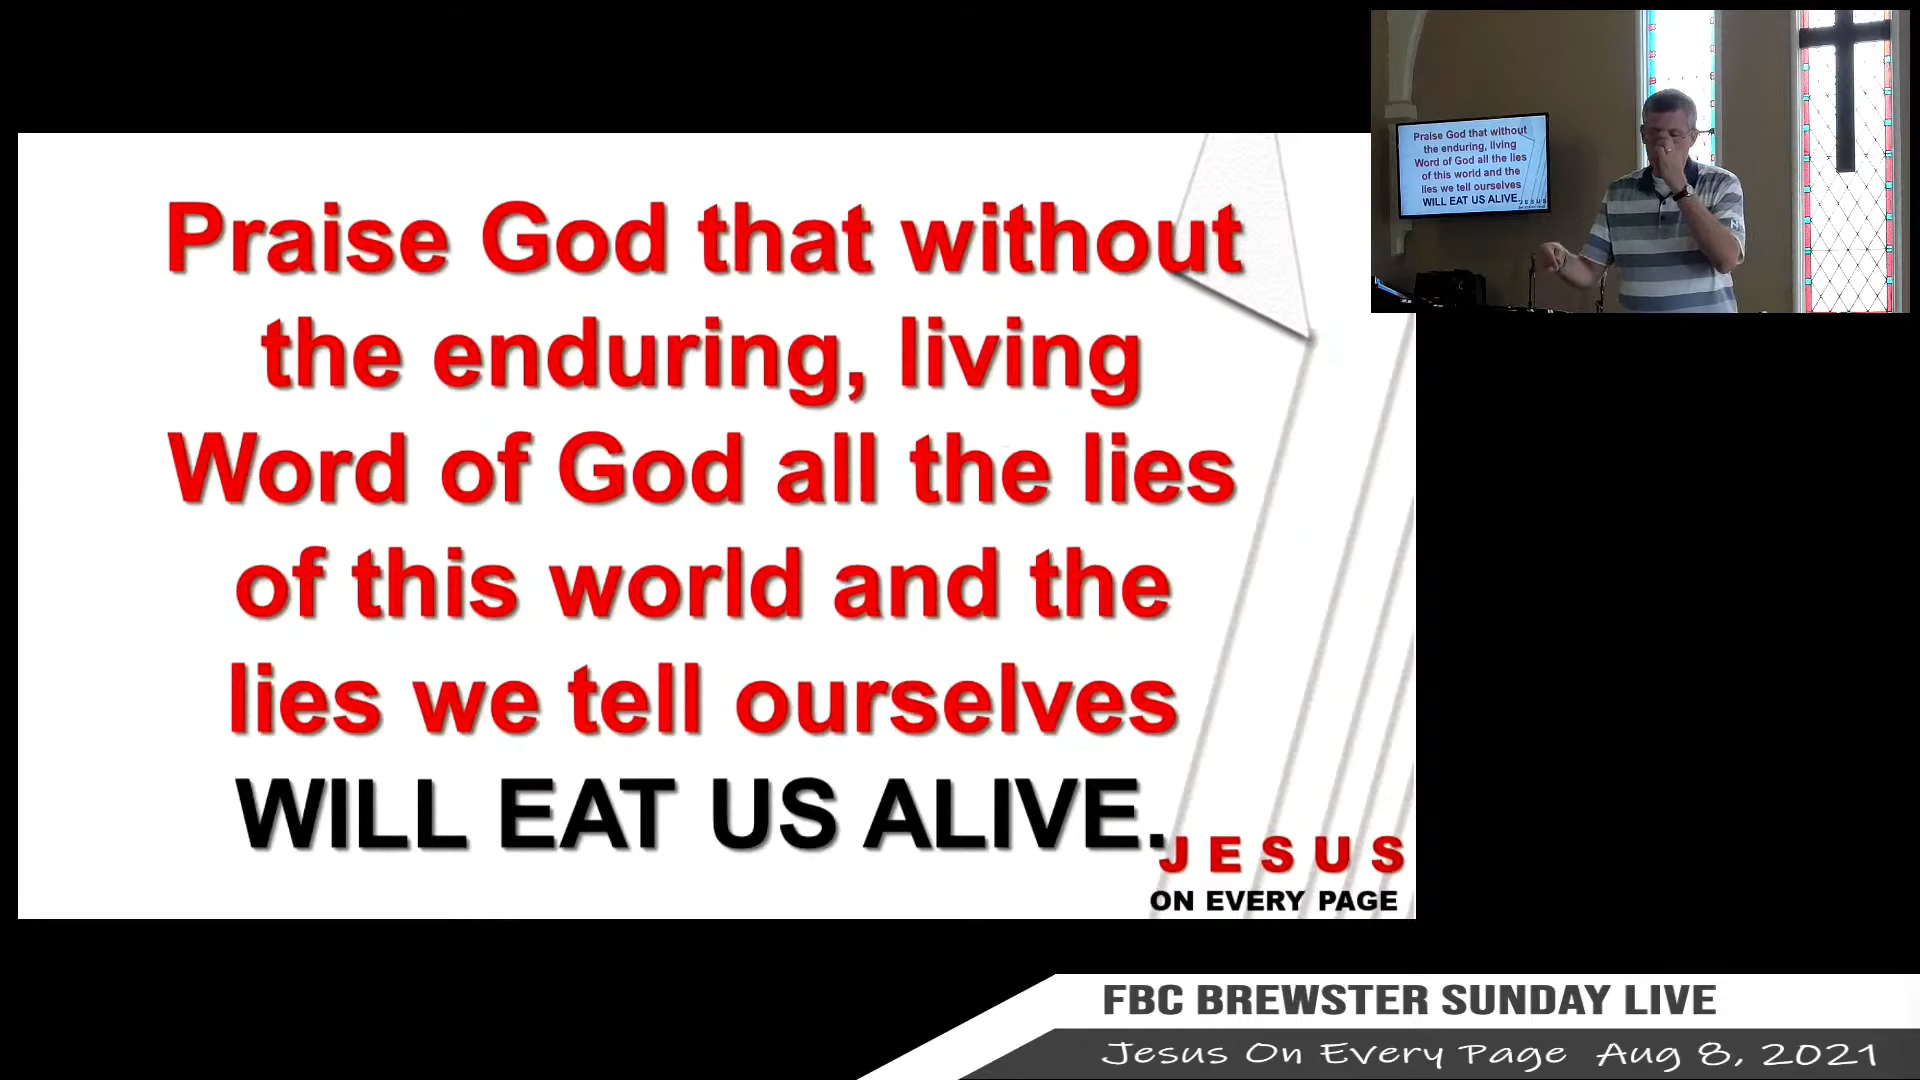 Praise God that without
the enduring, living
Word of God all the lies
of this world and the
lies we tell ourselves
WILL EAT US ALIVE.
JESUS
ON EVERY PAGE
Praise God that without
the enduring, living
Word of God all the lies
of this world and the
lies we tell ourselves
WILL EAT US ALIVE.
JESUS
FBC BREWSTER SUNDAY LIVE
Jesus On Every Page Aug 8, 2021